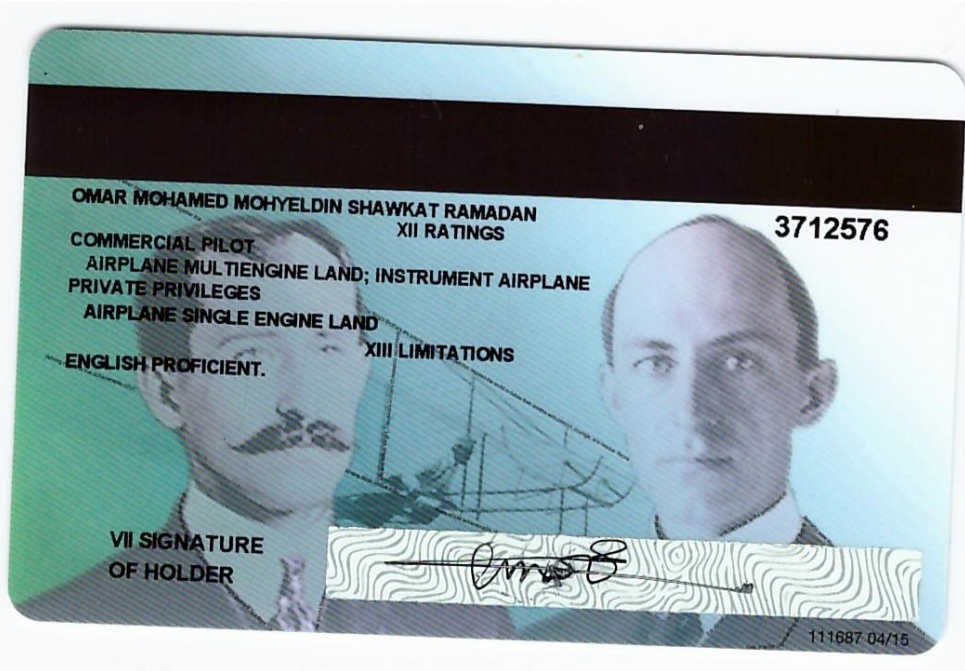 OMAR MOHAMED MOHYELDIN SHAWKAT RAMADAN
3712576
XII RATINGS
COMMERCIAL PILOT
AIRPLANE MULTIENGINE LAND; INSTRUMENT AIRPLANE
PRIVATE PRIVILEGES
AIRPLANE SINGLE ENGINE LAND
XIII LIMITATIONS
ENGLISH PROFICIENT.
VII SIGNATURE
OF HOLDER
111687 04/15